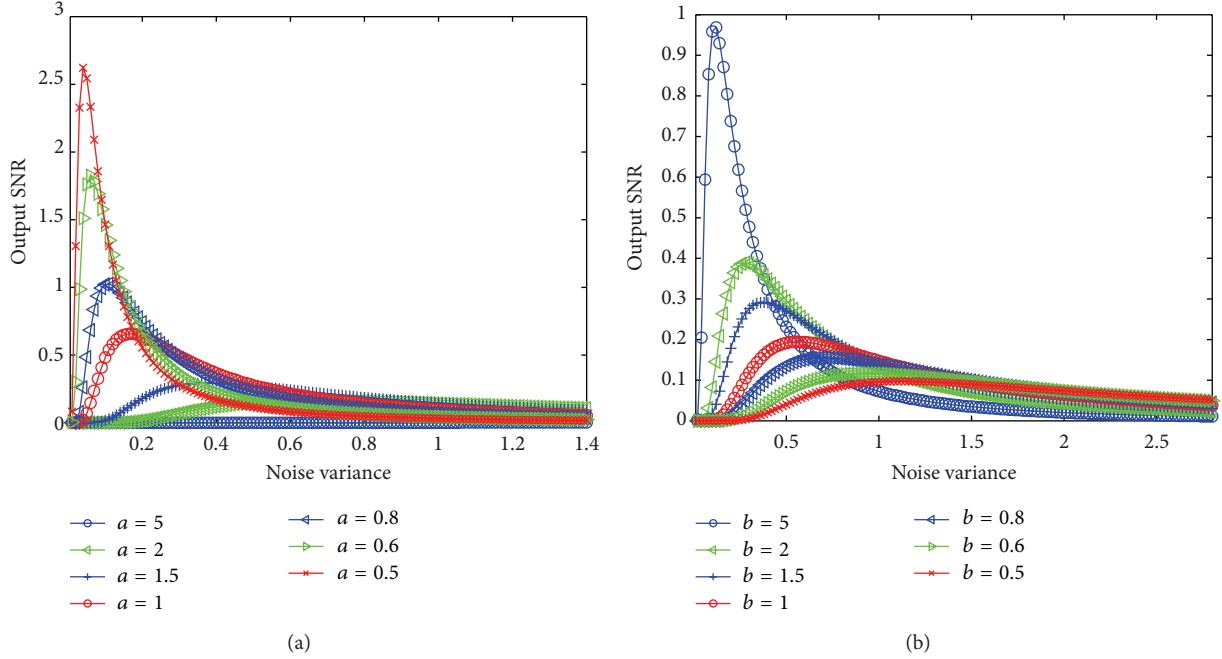 3
2.5
2
1.5
1
0.5
0
Output SNR
0.2 0.4 0.6 0.8 1.0 1.2 1.4
Noise variance
a = 5
a = 2
a = 1.5
a = 1
a = 0.8
a = 0.6
a = 0.5
(a)
1
0.9
0.8
0.7
0.6
0.5
0.4
0.3
0.2
0.1
0
Output SNR
0.5 1 1.5 2 2.5
Noise variance
b = 5
b = 2
b = 1.5
b = 1
b = 0.8
b = 0.6
b = 0.5
(b)